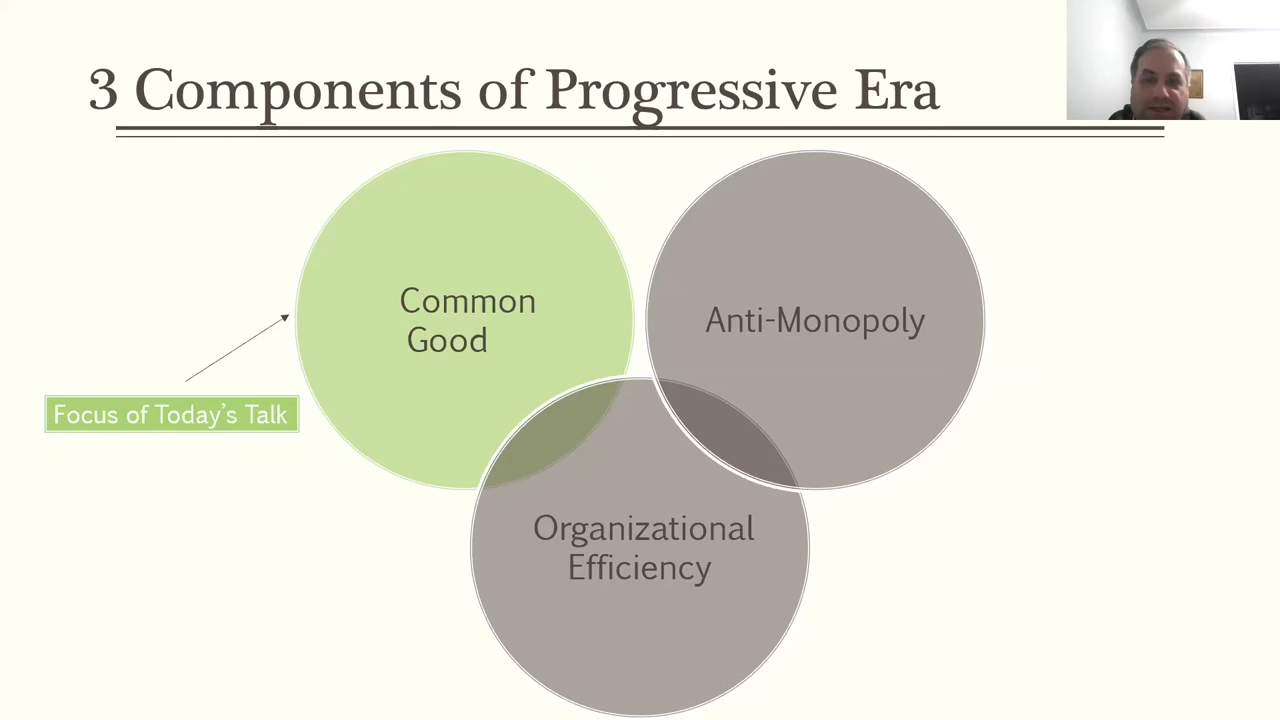 3 Components of Progressive Era
Common
Good
Anti-Monopoly
Focus of Today's Talk
Organizational
Efficiency